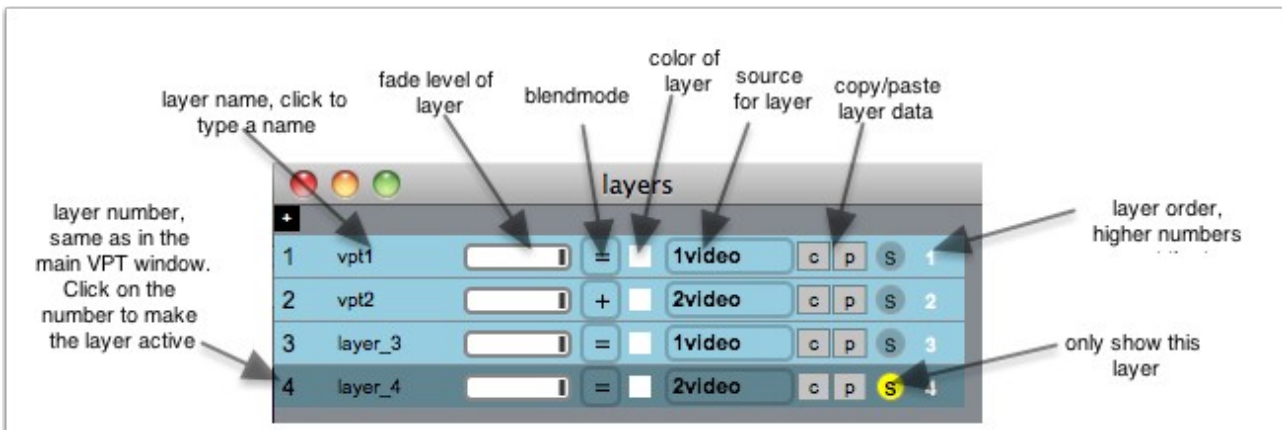 layer name, click to
type a name
fade level of
layer
blendmode
color of
layer
source
for layer
copy/paste
layer data
layer number,
same as in the
main VPT window.
Click on the
number to make
the layer active
layers
+
1 vpt1 = 1video c p S 1
2 vpt2 + 2video c p S 2
3 layer_3 = 1video c p S 3
4 layer_4 = 2video c p S 4
layer order,
higher numbers
only show this
layer